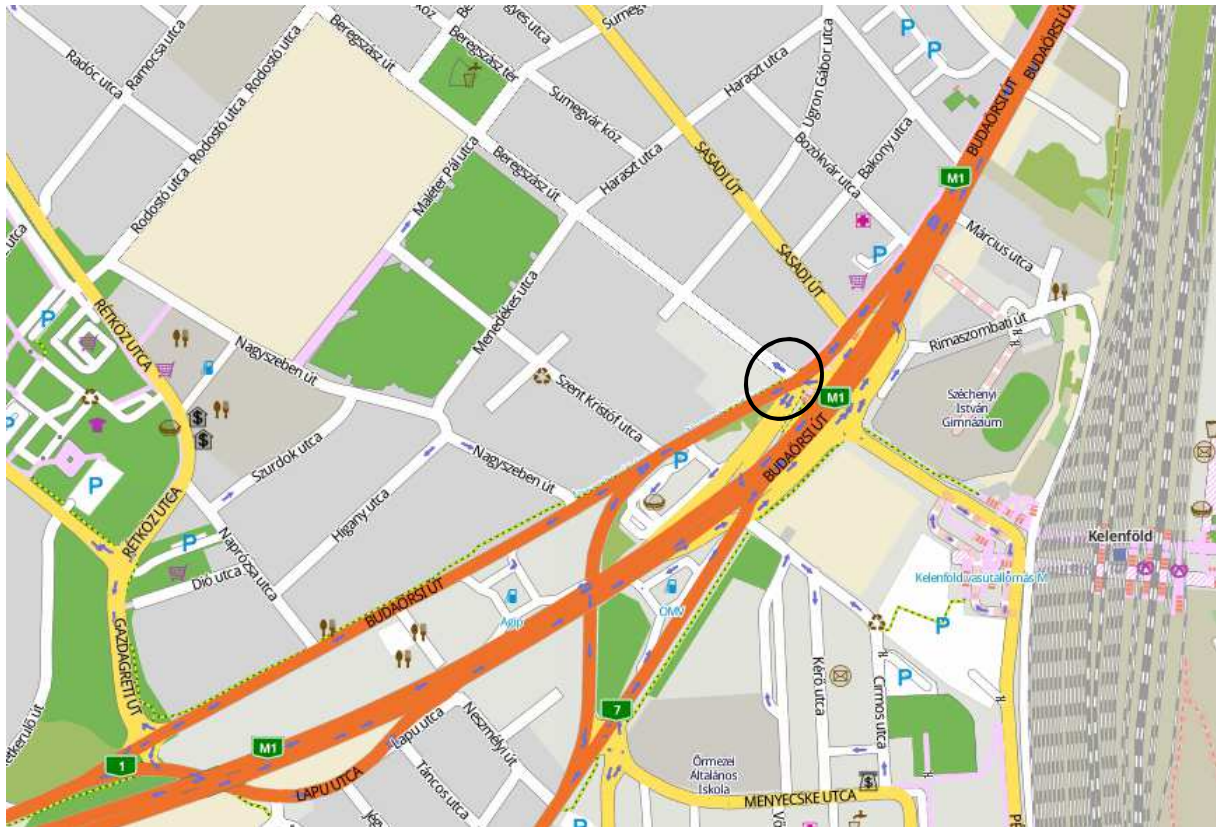 Radóc utca
Ramocsa utca
Rodostó utca
Rodostó utca
Rodostó utca
Rodostó utca
Beregszász út
Beregszász tér
Sumegvár köz
Beregszász út
Haraszt utca
Haraszt utca
SASADI ÚT
SASADI ÚT
Ugron Gábor utca
Bozókvár utca
Bakony utca
BUDAÖRSI ÚT
BUDAÖRSI ÚT
BUDAÖRSI ÚT
M1
Március utca
Maléter Pál utca
Menedékes utca
RÉTKÖZ UTCA
Nagyszeben út
Szent Kristóf utca
Rimaszombati út
M1
BUDAÖRSI ÚT
Széchenyi
István
Gimnázium
Szurdok utca
Nagyszeben út
Higany utca
RÉTKÖZ UTCA
Naprózsa utca
Dió utca
GAZDAGRÉTI ÚT
BUDAÖRSI ÚT
Agip
OMV
Kelenföld
Kelenföld vasútállomás M
Kérő utca
Cirmos utca
7
1
M1
Lapu utca
Neszmélyi út
LAPU UTCA
Táncos utca
Őrmezei
Általános
Iskola
MENYECSKE UTCA